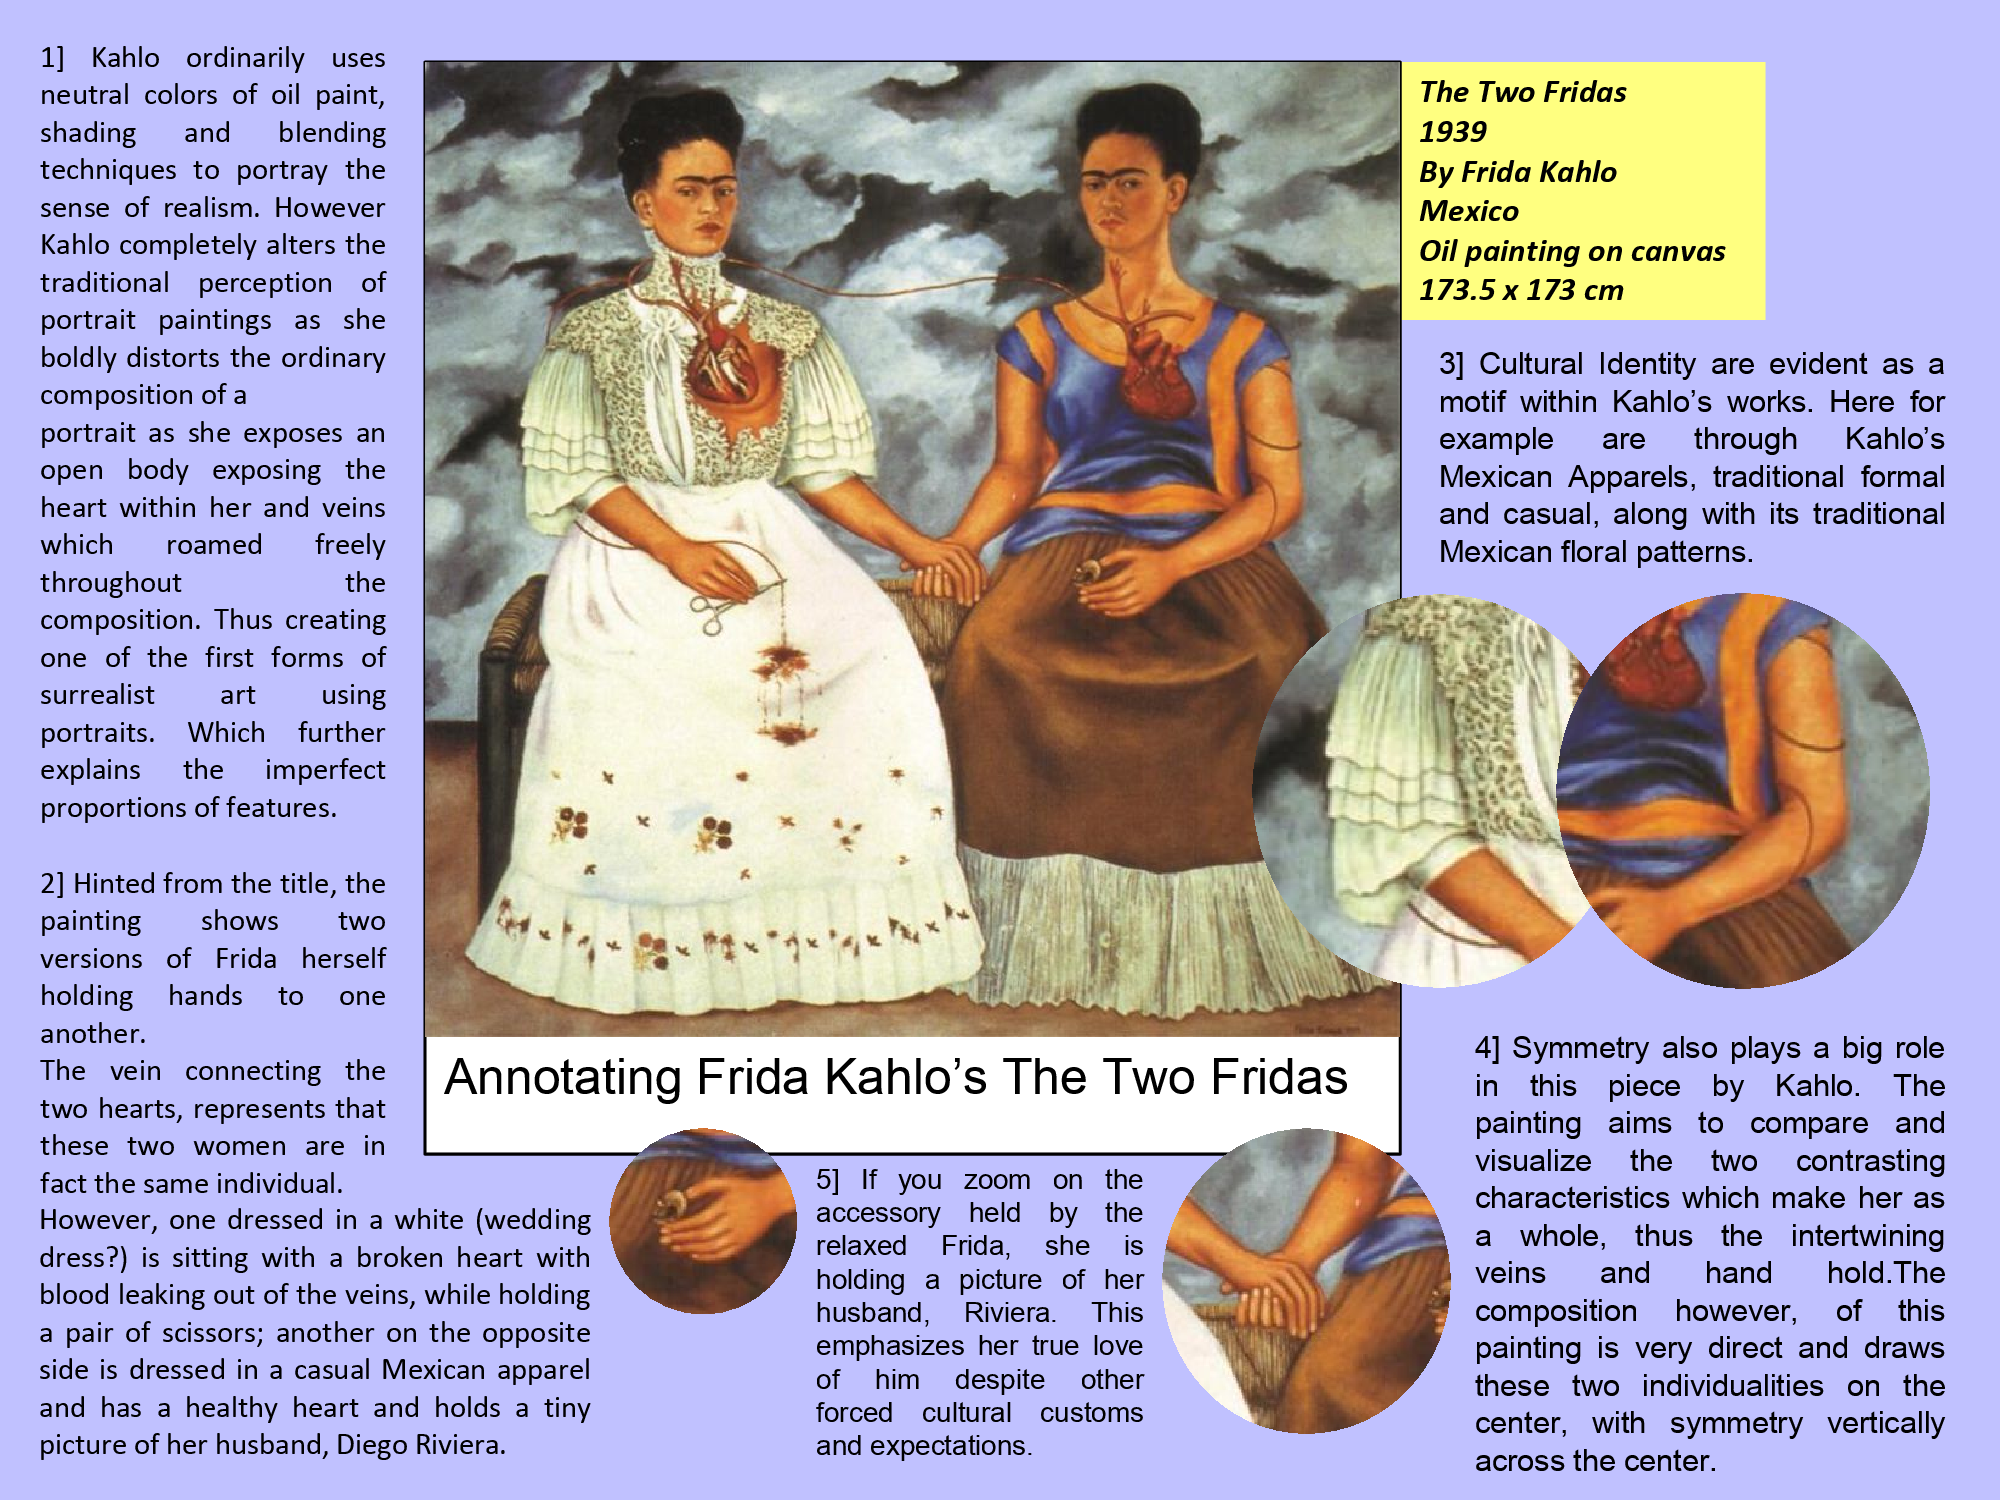 1] Kahlo ordinarily uses
neutral colors of oil paint,
shading and blending
techniques to portray the
sense of realism. However
Kahlo completely alters the
traditional perception of
portrait paintings as she
boldly distorts the ordinary
composition of a
portrait as she exposes an
open body exposing the
heart within her and veins
which roamed freely
throughout the
composition. Thus creating
one of the first forms of
surrealist art using
portraits. Which further
explains the imperfect
proportions of features.
2] Hinted from the title, the
painting shows two
versions of Frida herself
holding hands to one
another.
The vein connecting the
two hearts, represents that
these two women are in
fact the same individual.
However, one dressed in a white (wedding
dress?) is sitting with a broken heart with
blood leaking out of the veins, while holding
a pair of scissors; another on the opposite
side is dressed in a casual Mexican apparel
and has a healthy heart and holds a tiny
picture of her husband, Diego Riviera.
Annotating Frida Kahlo’s The Two Fridas
The Two Fridas
1939
By Frida Kahlo
Mexico
Oil painting on canvas
173.5 x 173 cm
3] Cultural Identity are evident as a
motif within Kahlo’s works. Here for
example are through Kahlo’s
Mexican Apparels, traditional formal
and casual, along with its traditional
Mexican floral patterns.
4] Symmetry also plays a big role
in this piece by Kahlo. The
painting aims to compare and
visualize the two contrasting
characteristics which make her as
a whole, thus the intertwining
veins and hand hold.The
composition however, of this
painting is very direct and draws
these two individualities on the
center, with symmetry vertically
across the center.
5] If you zoom on the
accessory held by the
relaxed Frida, she is
holding a picture of her
husband, Riviera. This
emphasizes her true love
of him despite other
forced cultural customs
and expectations.